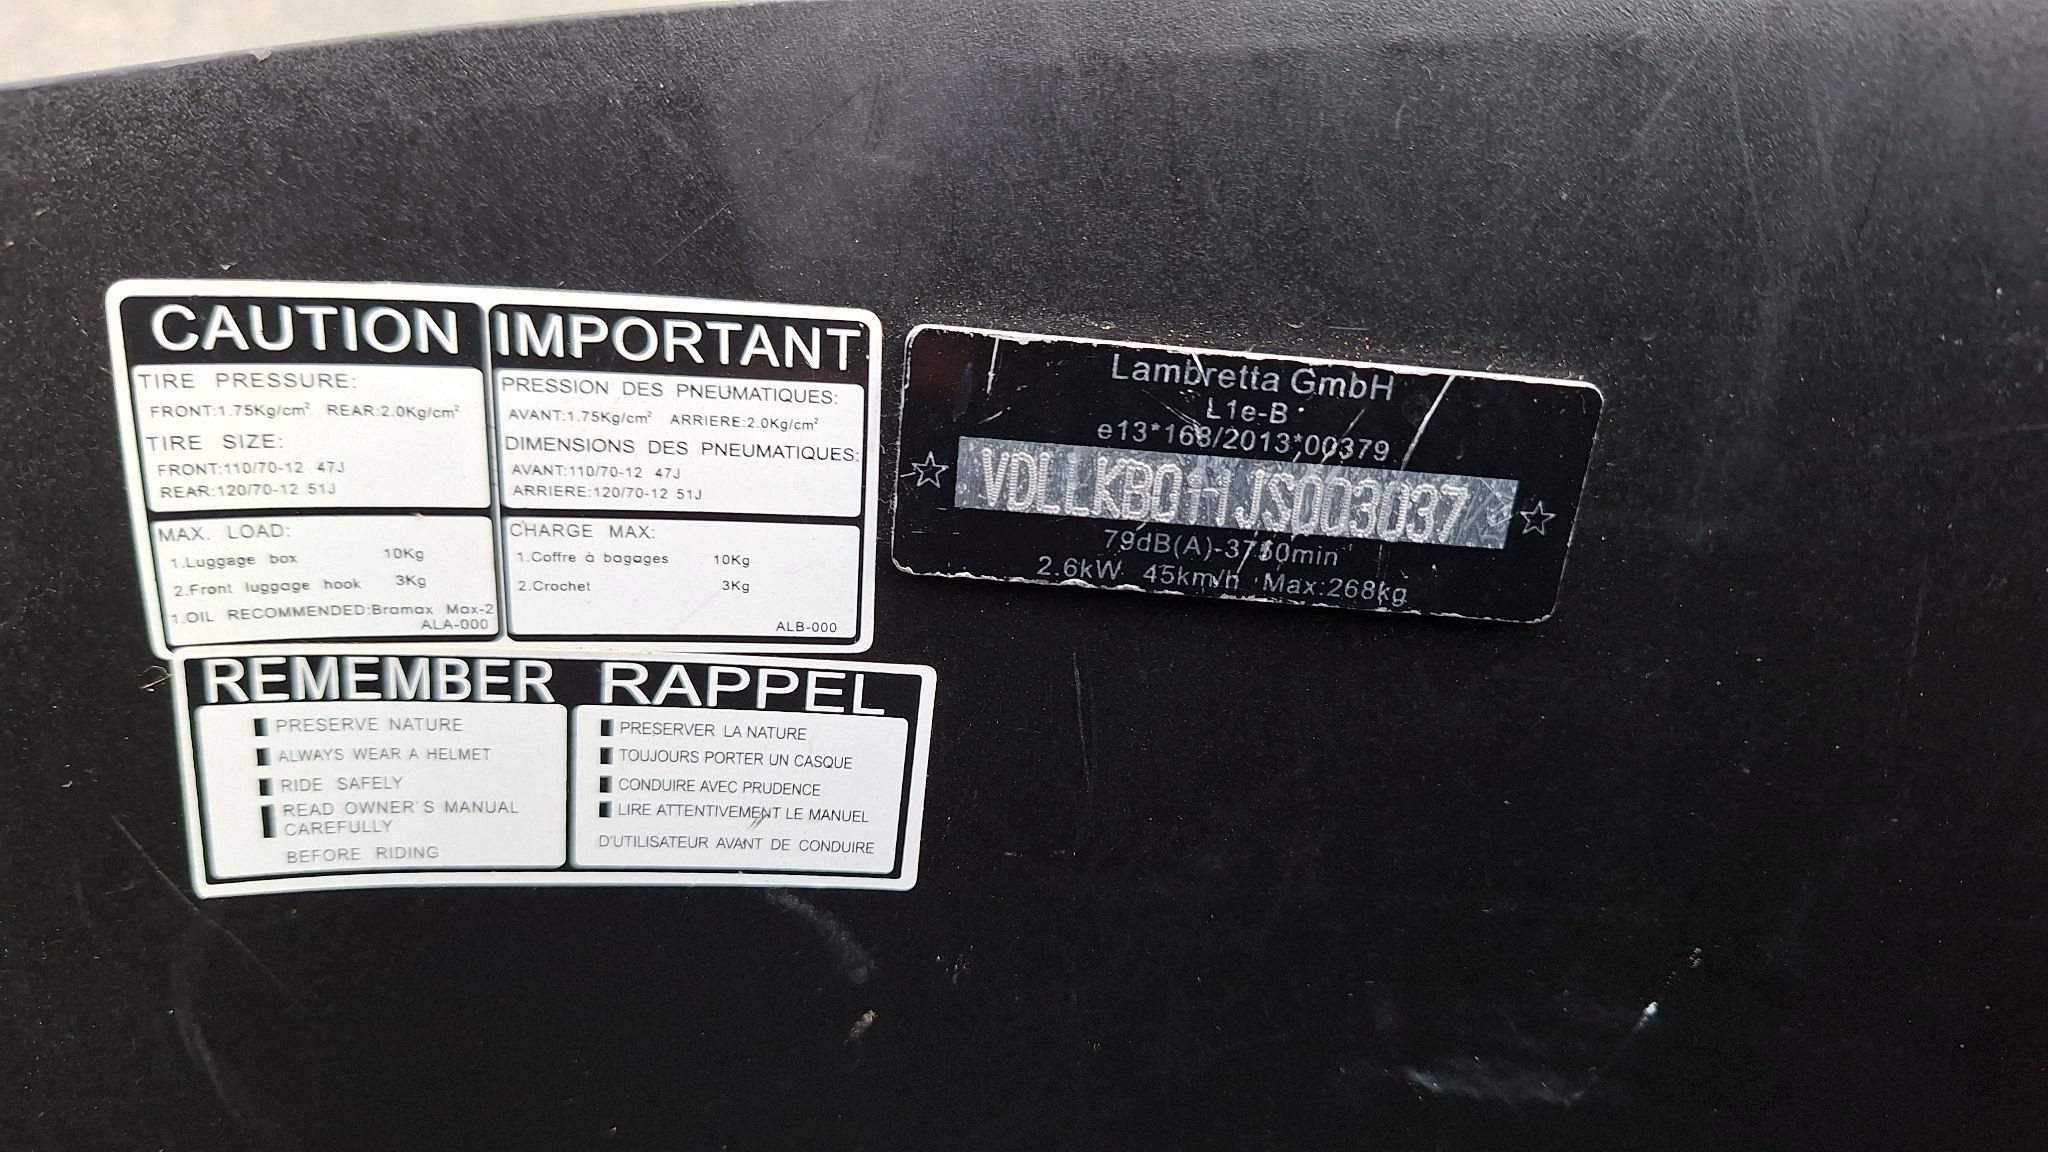 CAUTION
TIRE PRESSURE:
FRONT:1.75Kg/cm² REAR:2.0Kg/cm²
TIRE SIZE:
FRONT:110/70-12 47J
REAR:120/70-12 51J
MAX. LOAD:
1.Luggage box 10Kg
2.Front luggage hook 3Kg
1.OIL RECOMMENDED:Bramax Max-2
ALA-000
IMPORTANT
PRESSION DES PNEUMATIQUES:
AVANT:1.75Kg/cm² ARRIERE:2.0Kg/cm²
DIMENSIONS DES PNEUMATIQUES:
AVANT:110/70-12 47J
ARRIERE:120/70-12 51J
CHARGE MAX:
1.Coffre à bagages 10Kg
2.Crochet 3Kg
ALB-000
REMEMBER
PRESERVE NATURE
ALWAYS WEAR A HELMET
RIDE SAFELY
READ OWNER'S MANUAL
CAREFULLY
BEFORE RIDING
RAPPEL
PRESERVER LA NATURE
TOUJOURS PORTER UN CASQUE
CONDUIRE AVEC PRUDENCE
LIRE ATTENTIVEMENT LE MANUEL
D'UTILISATEUR AVANT DE CONDUIRE
Lambretta GmbH
L1e-B
e13*168/2013*00379
VDLLKB011JS003037
79dB(A)-3750min
2.6kW 45km/h Max:268kg